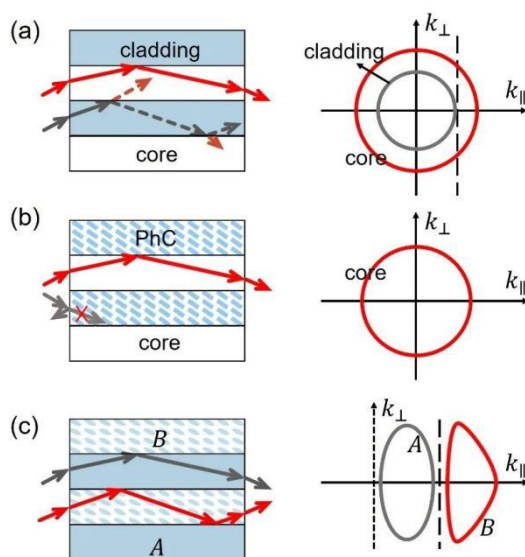 (a)
cladding
core
k⊥
cladding
k∥
core
(b)
PhC
core
k⊥
core
k∥
(c)
B
A
k⊥
A
k∥
B